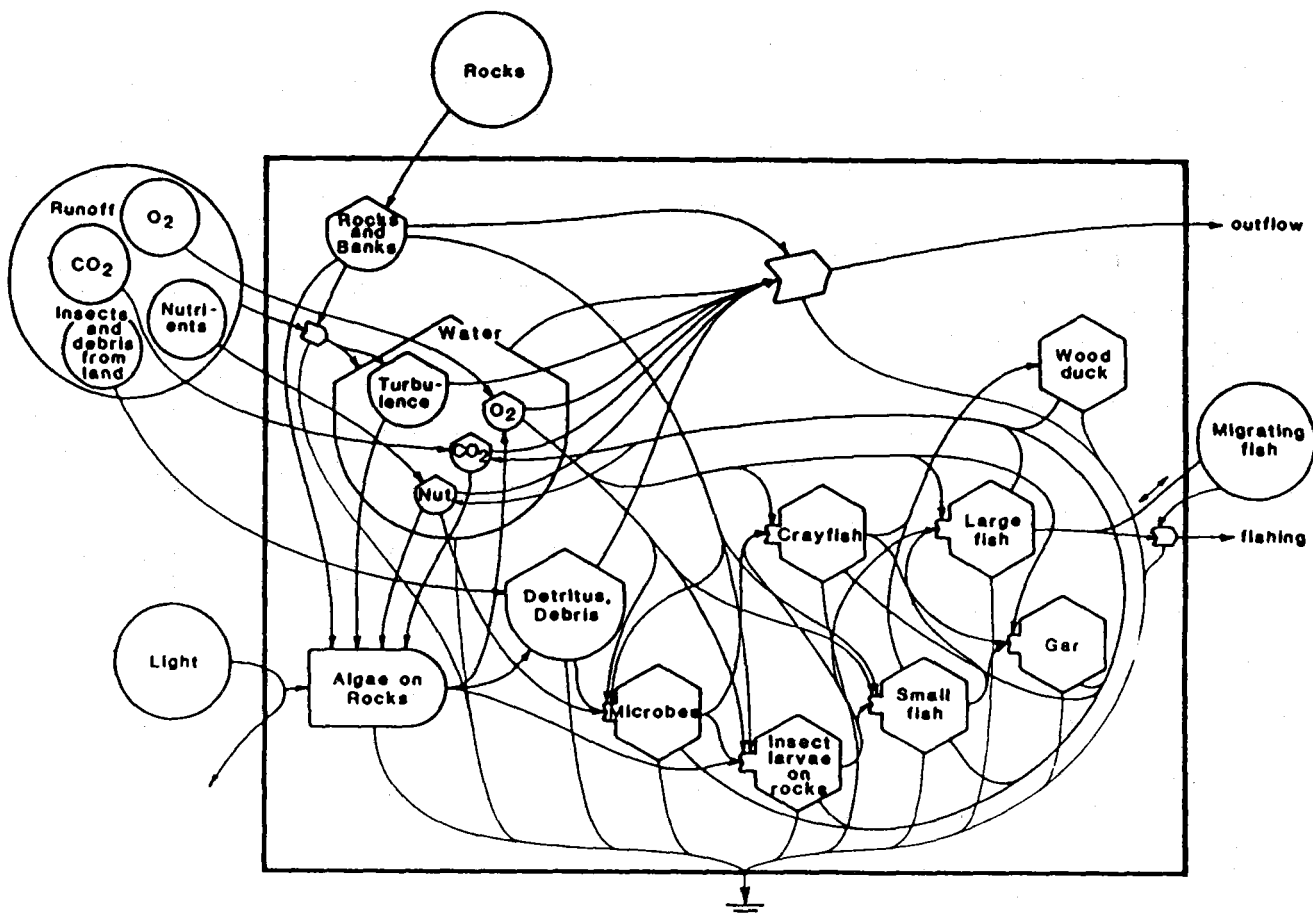 Rocks
Runoff
O2
CO2
Nutri-
ents
Insects
and
debris
from
land
Rocks
and
Banks
outflow
Water
Turbu-
lence
O2
CO2
Nut
Wood
duck
Migrating
fish
Crayfish
Large
fish
fishing
Detritus,
Debris
Light
Algae on
Rocks
Gar
Microbes
Small
fish
Insect
larvae
on
rocks